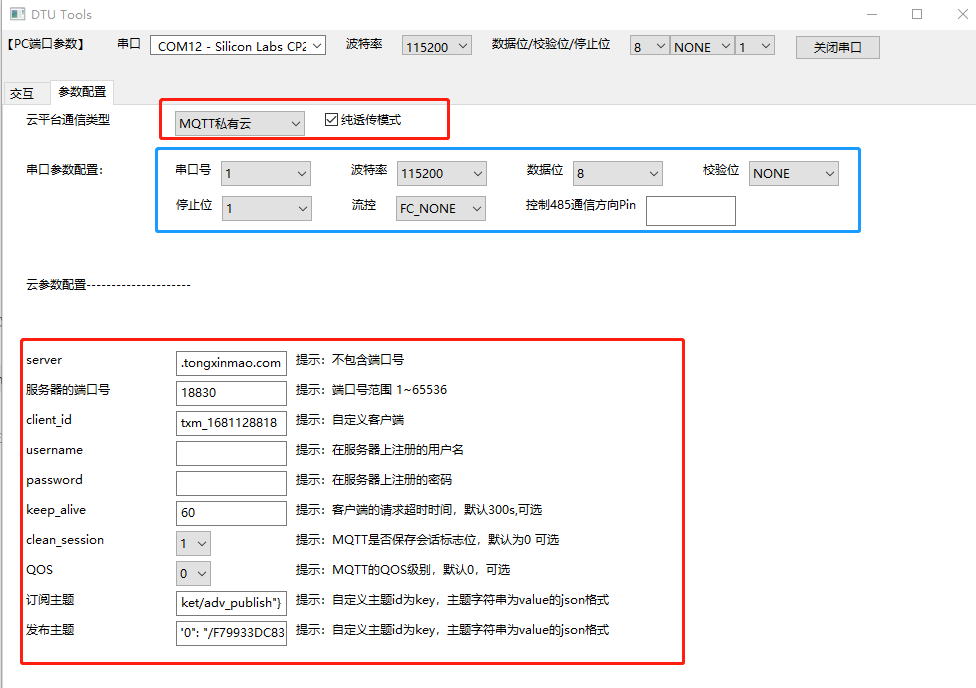 DTU Tools
【PC端口参数】 串口 COM12 - Silicon Labs CP2 波特率 115200 数据位/校验位/停止位 8 NONE 1 关闭串口
交互 参数配置
云平台通信类型 MQTT私有云 纯透传模式
串口参数配置: 串口号 1 波特率 115200 数据位 8 校验位 NONE
停止位 1 流控 FC_NONE 控制485通信方向Pin
云参数配置---------------------
server .tongxinmao.com 提示: 不包含端口号
服务器的端口号 18830 提示: 端口号范围 1~65536
client_id txm_1681128818 提示: 自定义客户端
username 提示: 在服务器上注册的用户名
password 提示: 在服务器上注册的密码
keep_alive 60 提示: 客户端的请求超时时间，默认300s,可选
clean_session 1 提示: MQTT是否保存会话标志位，默认为0 可选
QOS 0 提示: MQTT的QOS级别，默认0，可选
订阅主题 ket/adv_publish"} 提示: 自定义主题id为key，主题字符串为value的json格式
发布主题 '0": "/F79933DC83 提示: 自定义主题id为key，主题字符串为value的json格式